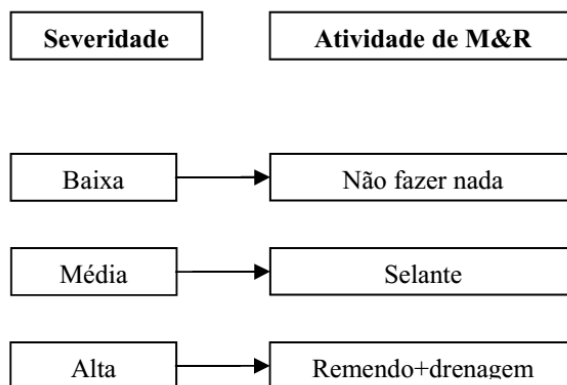 Severidade Atividade de M&R
Baixa Não fazer nada
Média Selante
Alta Remendo+drenagem